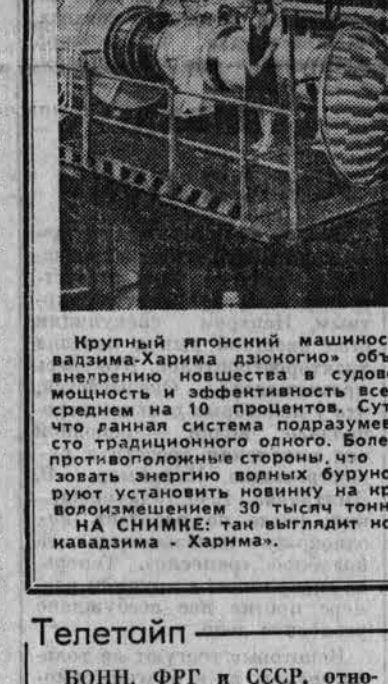 Крупный японский машинос
вадзима-Харима дзюкогио» объ
внедрению новшества в судово
мощность и эффективность все
среднем на 10 процентов. Сут
что данная система подразумев
сто традиционного одного. Боле
противоположные стороны, что
зовать энергию водных буруно
руют установить новинку на кр
волоизмешением 30 тысяч тонн
НА СНИМКЕ: так выглядит но
кавадзима - Харима».
Телетайп
БОНН. ФРГ и СССР, отно-